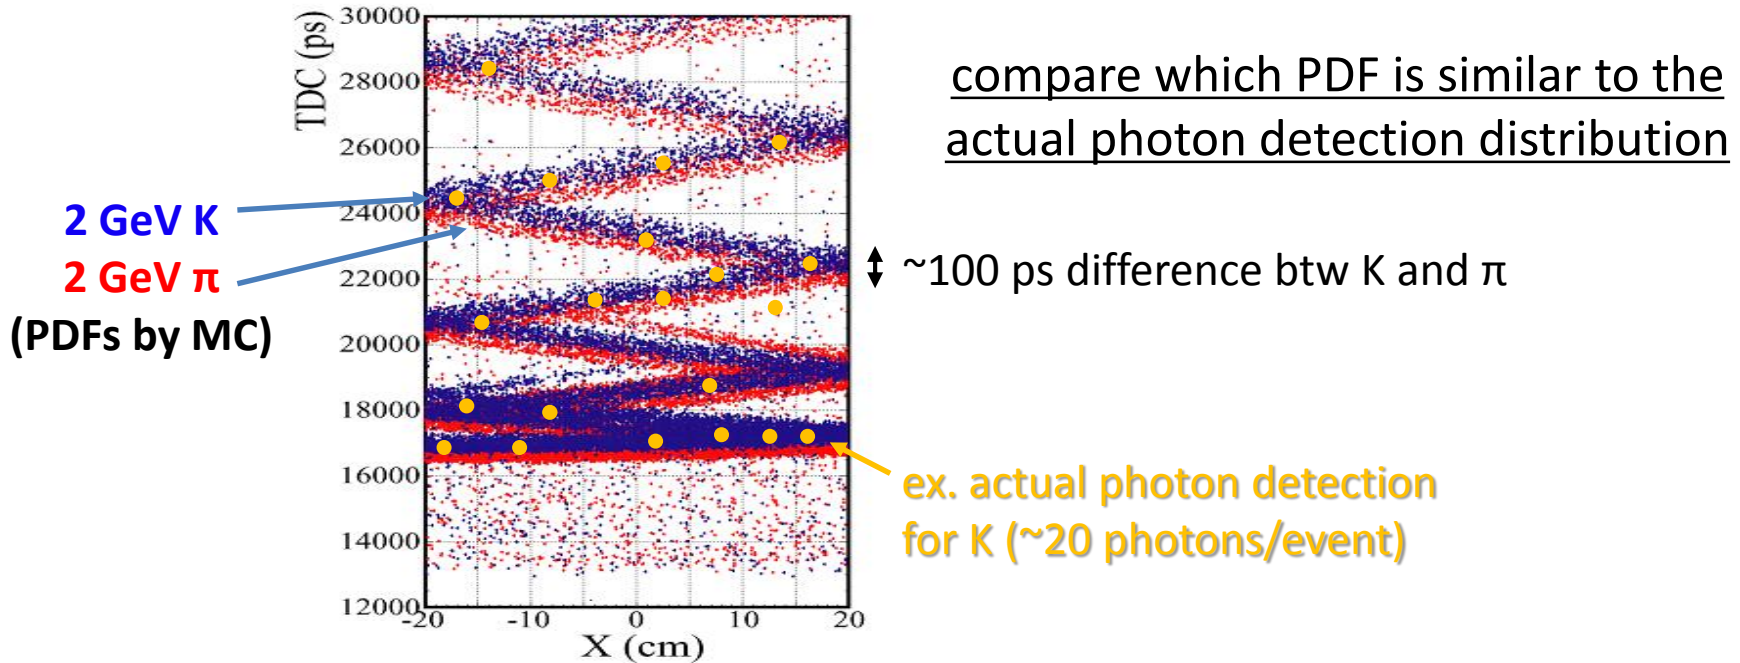 compare which PDF is similar to the
actual photon detection distribution
2 GeV K
2 GeV π
(PDFs by MC)
TDC (ps)
30000
28000
26000
24000
22000
20000
18000
16000
14000
12000
-20
-10
0
10
20
X (cm)
~100 ps difference btw K and π
ex. actual photon detection
for K (~20 photons/event)